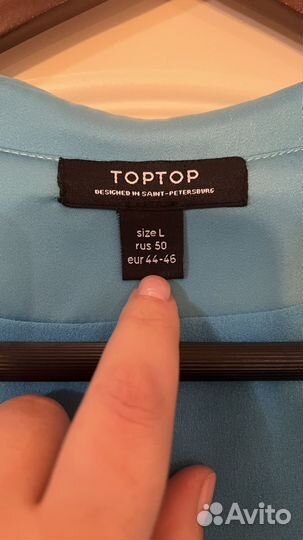 TOPTOP
DESIGNED IN SAINT-PETERSBURG
size L
rus 50
eur 44-46
Avito